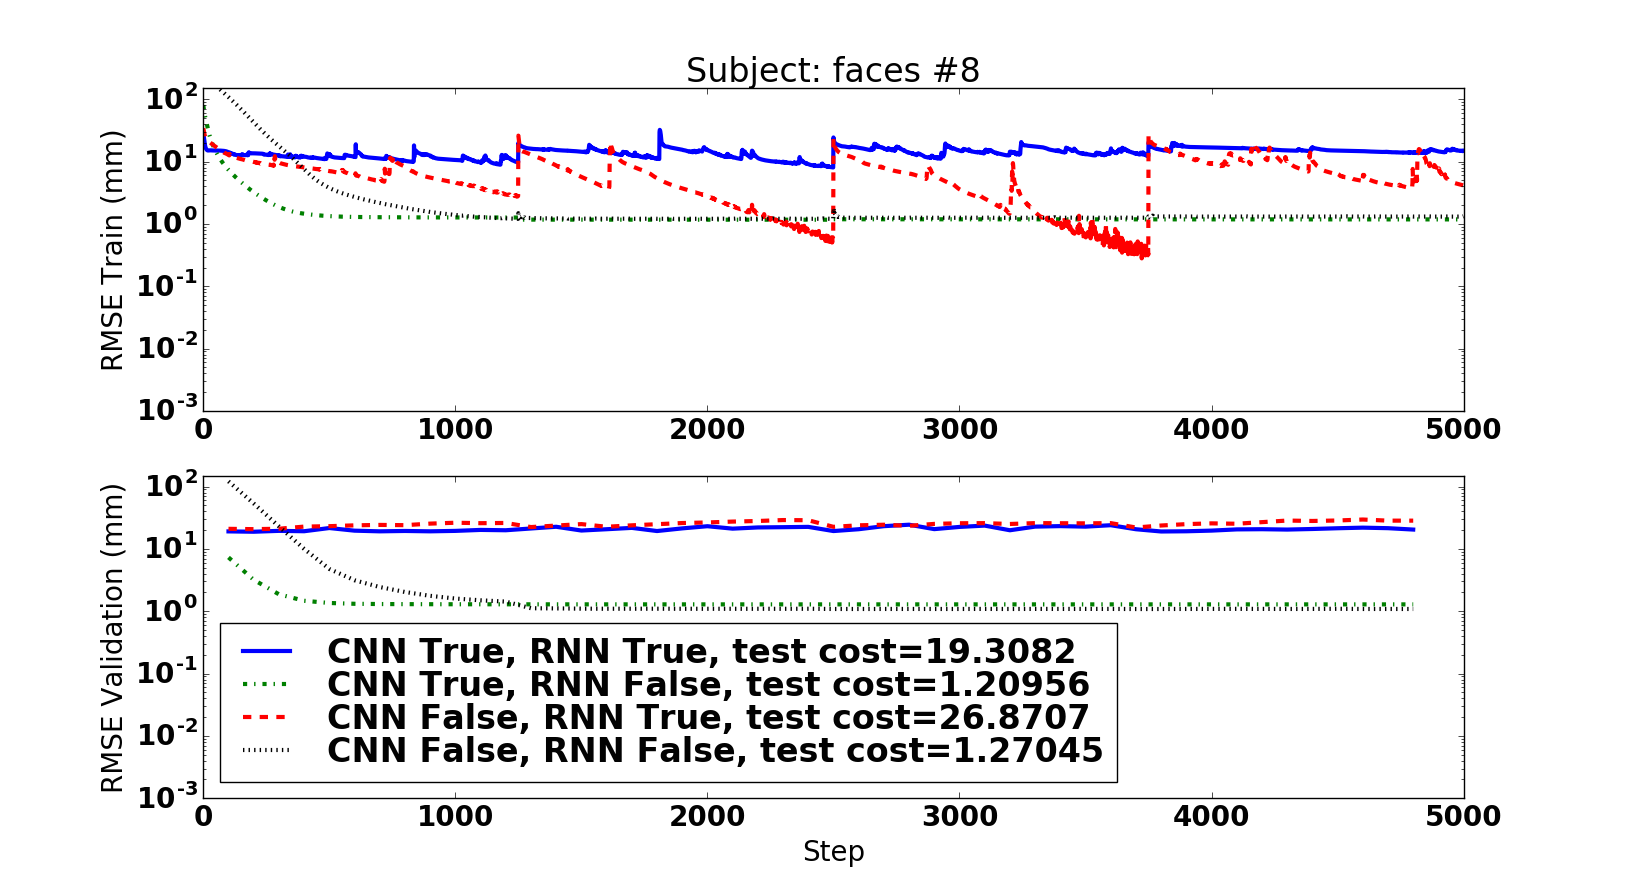 Subject: faces #8
RMSE Train (mm)
10^2
10^1
10^0
10^-1
10^-2
10^-3
0 1000 2000 3000 4000 5000
RMSE Validation (mm)
10^2
10^1
10^0
10^-1
10^-2
10^-3
CNN True, RNN True, test cost=19.3082
CNN True, RNN False, test cost=1.20956
CNN False, RNN True, test cost=26.8707
CNN False, RNN False, test cost=1.27045
0 1000 2000 3000 4000 5000
Step